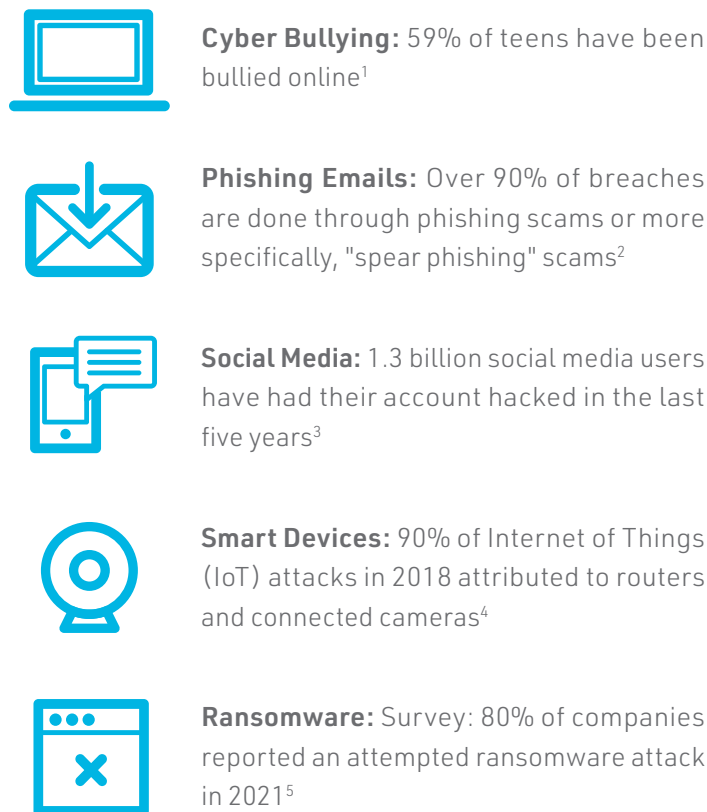 Cyber Bullying: 59% of teens have been
bullied online¹
Phishing Emails: Over 90% of breaches
are done through phishing scams or more
specifically, "spear phishing" scams²
Social Media: 1.3 billion social media users
have had their account hacked in the last
five years³
Smart Devices: 90% of Internet of Things
(IoT) attacks in 2018 attributed to routers
and connected cameras⁴
Ransomware: Survey: 80% of companies
reported an attempted ransomware attack
in 2021⁵